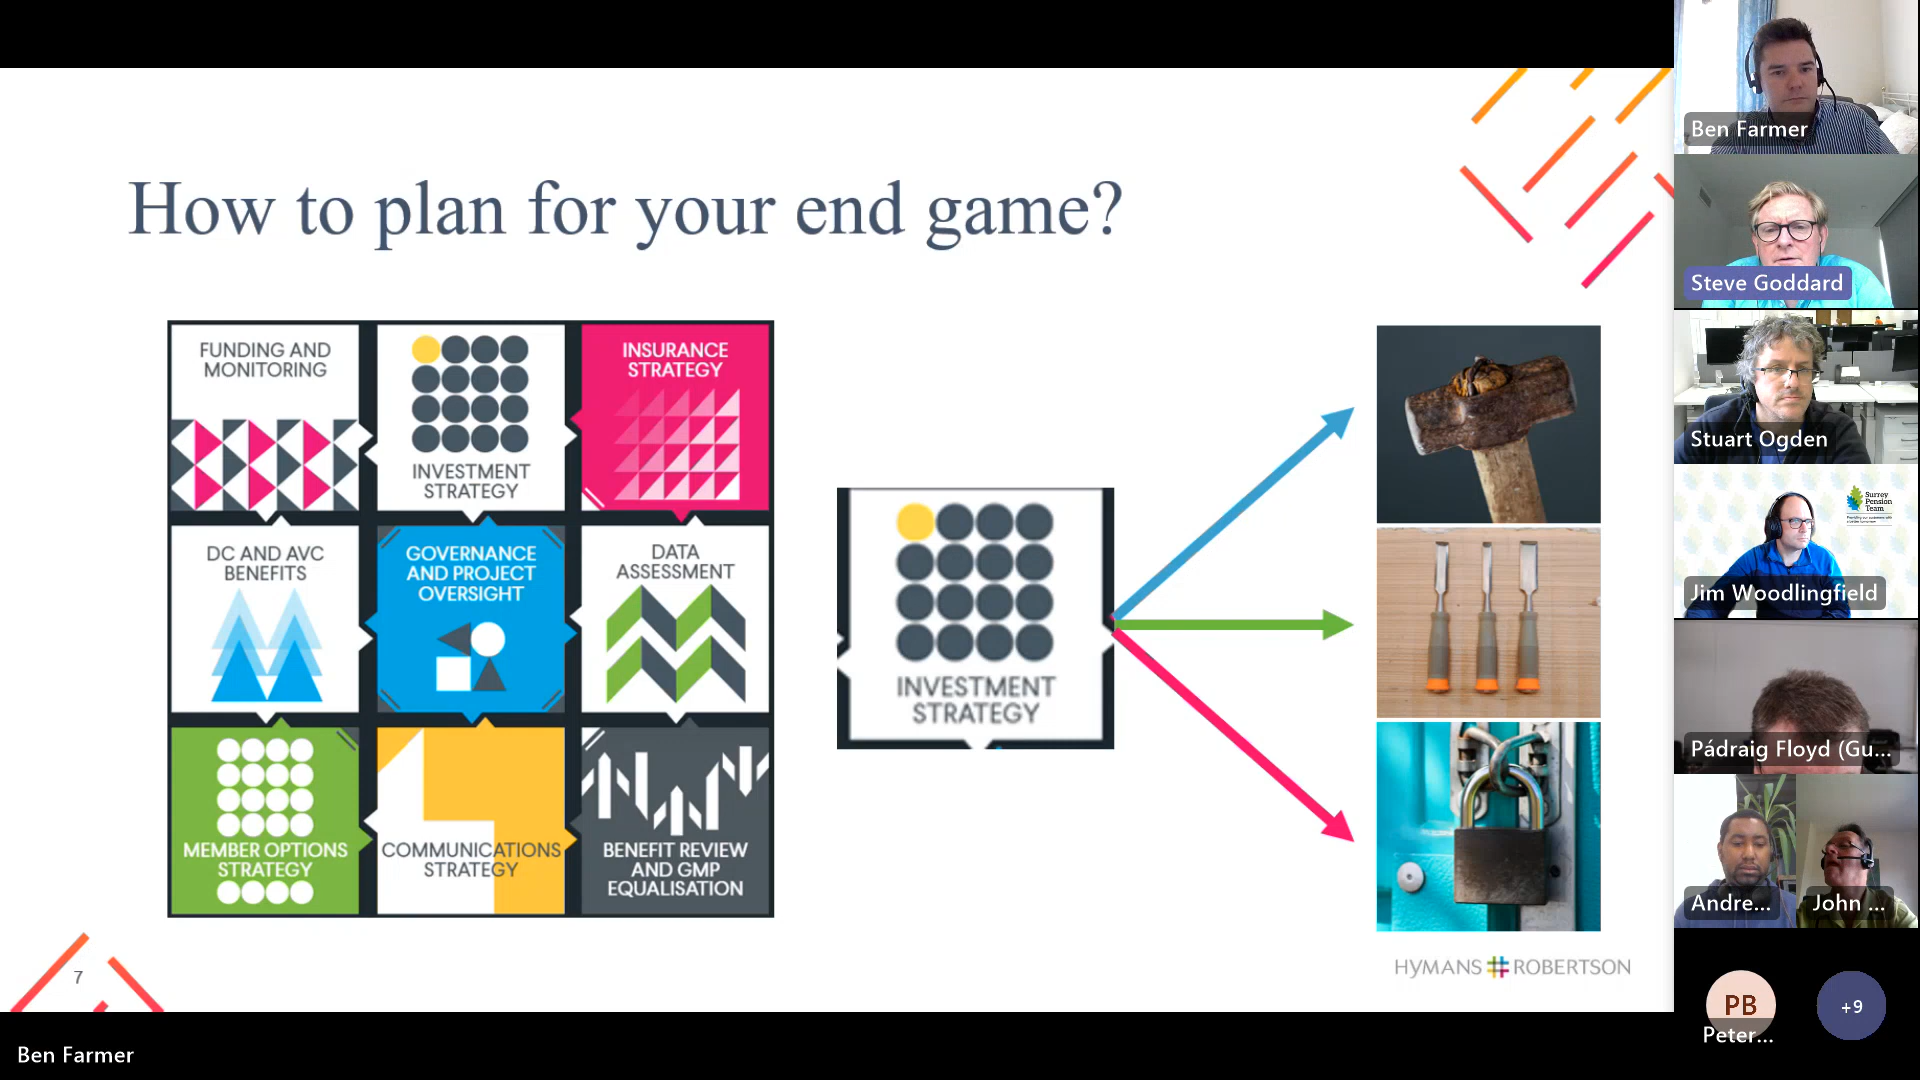 How to plan for your end game?
FUNDING AND
MONITORING
INVESTMENT
STRATEGY
INSURANCE
STRATEGY
DC AND AVC
BENEFITS
GOVERNANCE
AND PROJECT
OVERSIGHT
DATA
ASSESSMENT
MEMBER OPTIONS
STRATEGY
COMMUNICATIONS
STRATEGY
BENEFIT REVIEW
AND GMP
EQUALISATION
INVESTMENT
STRATEGY
7
HYMANS # ROBERTSON
Ben Farmer
Ben Farmer
Steve Goddard
Stuart Ogden
Surrey
Pension
Team
Jim Woodlingfield
Pádraig Floyd (Gu...
Andre...
John ...
PB
Peter...
+9